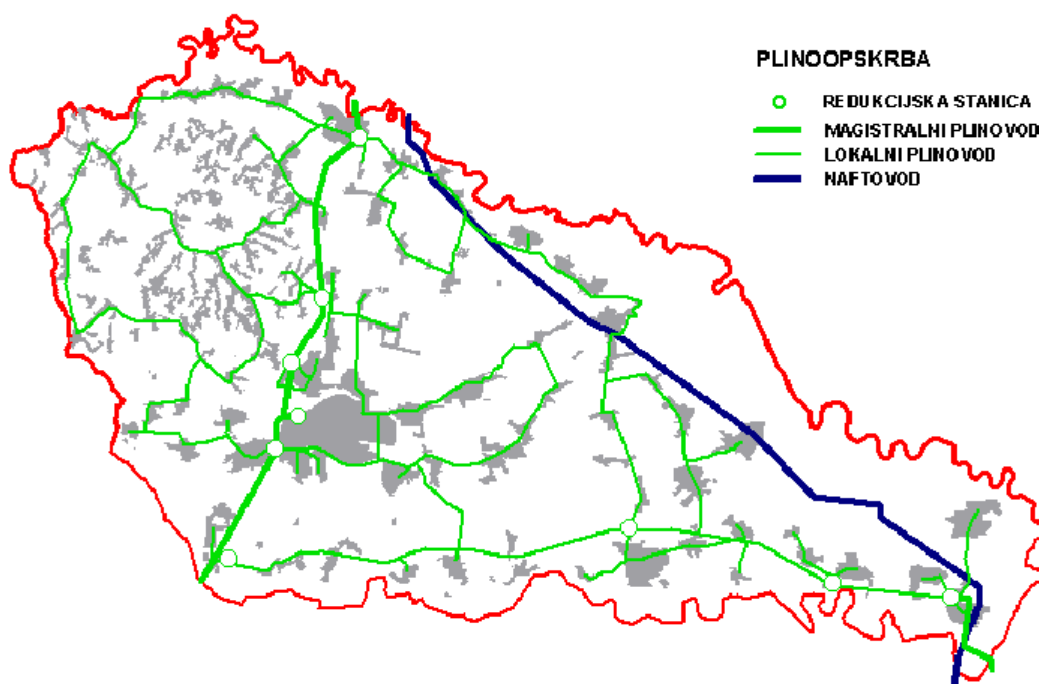 PLINOOPSKRBA
REDUKCIJSKA STANICA
MAGISTRALNI PLINOVOD
LOKALNI PLINOVOD
NAFTOVOD